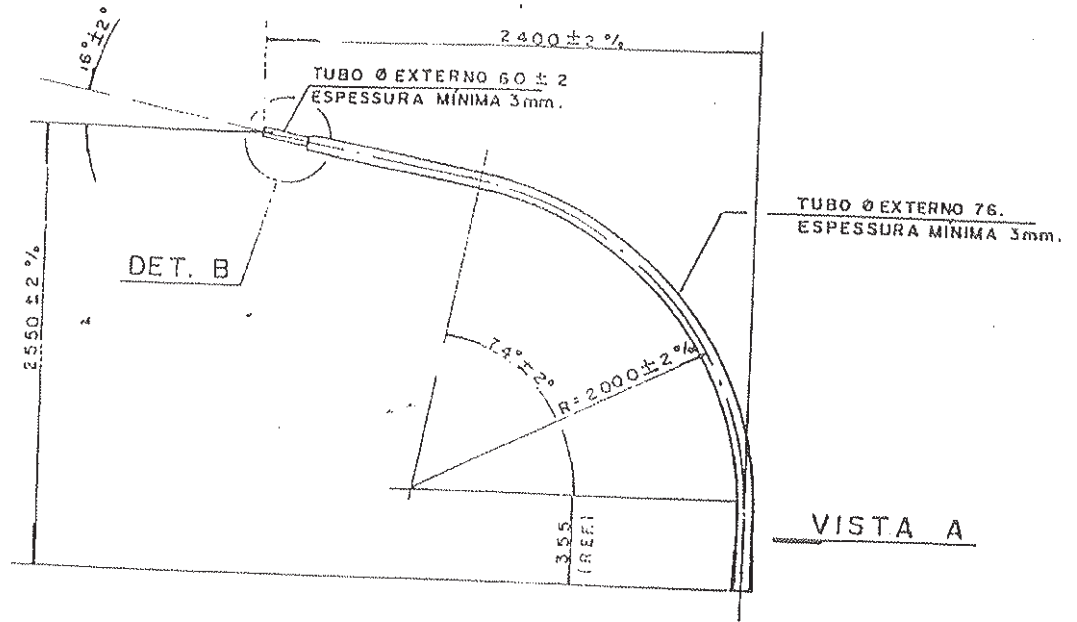 2400 ± 2 %
16° ± 2°
TUBO Ø EXTERNO 60 ± 2
ESPESSURA MÍNIMA 3mm.
TUBO Ø EXTERNO 76.
ESPESSURA MÍNIMA 3mm.
DET. B
2550 ± 2 %
74° ± 2°
R= 2000 ± 2 %
355
(REF.)
VISTA A